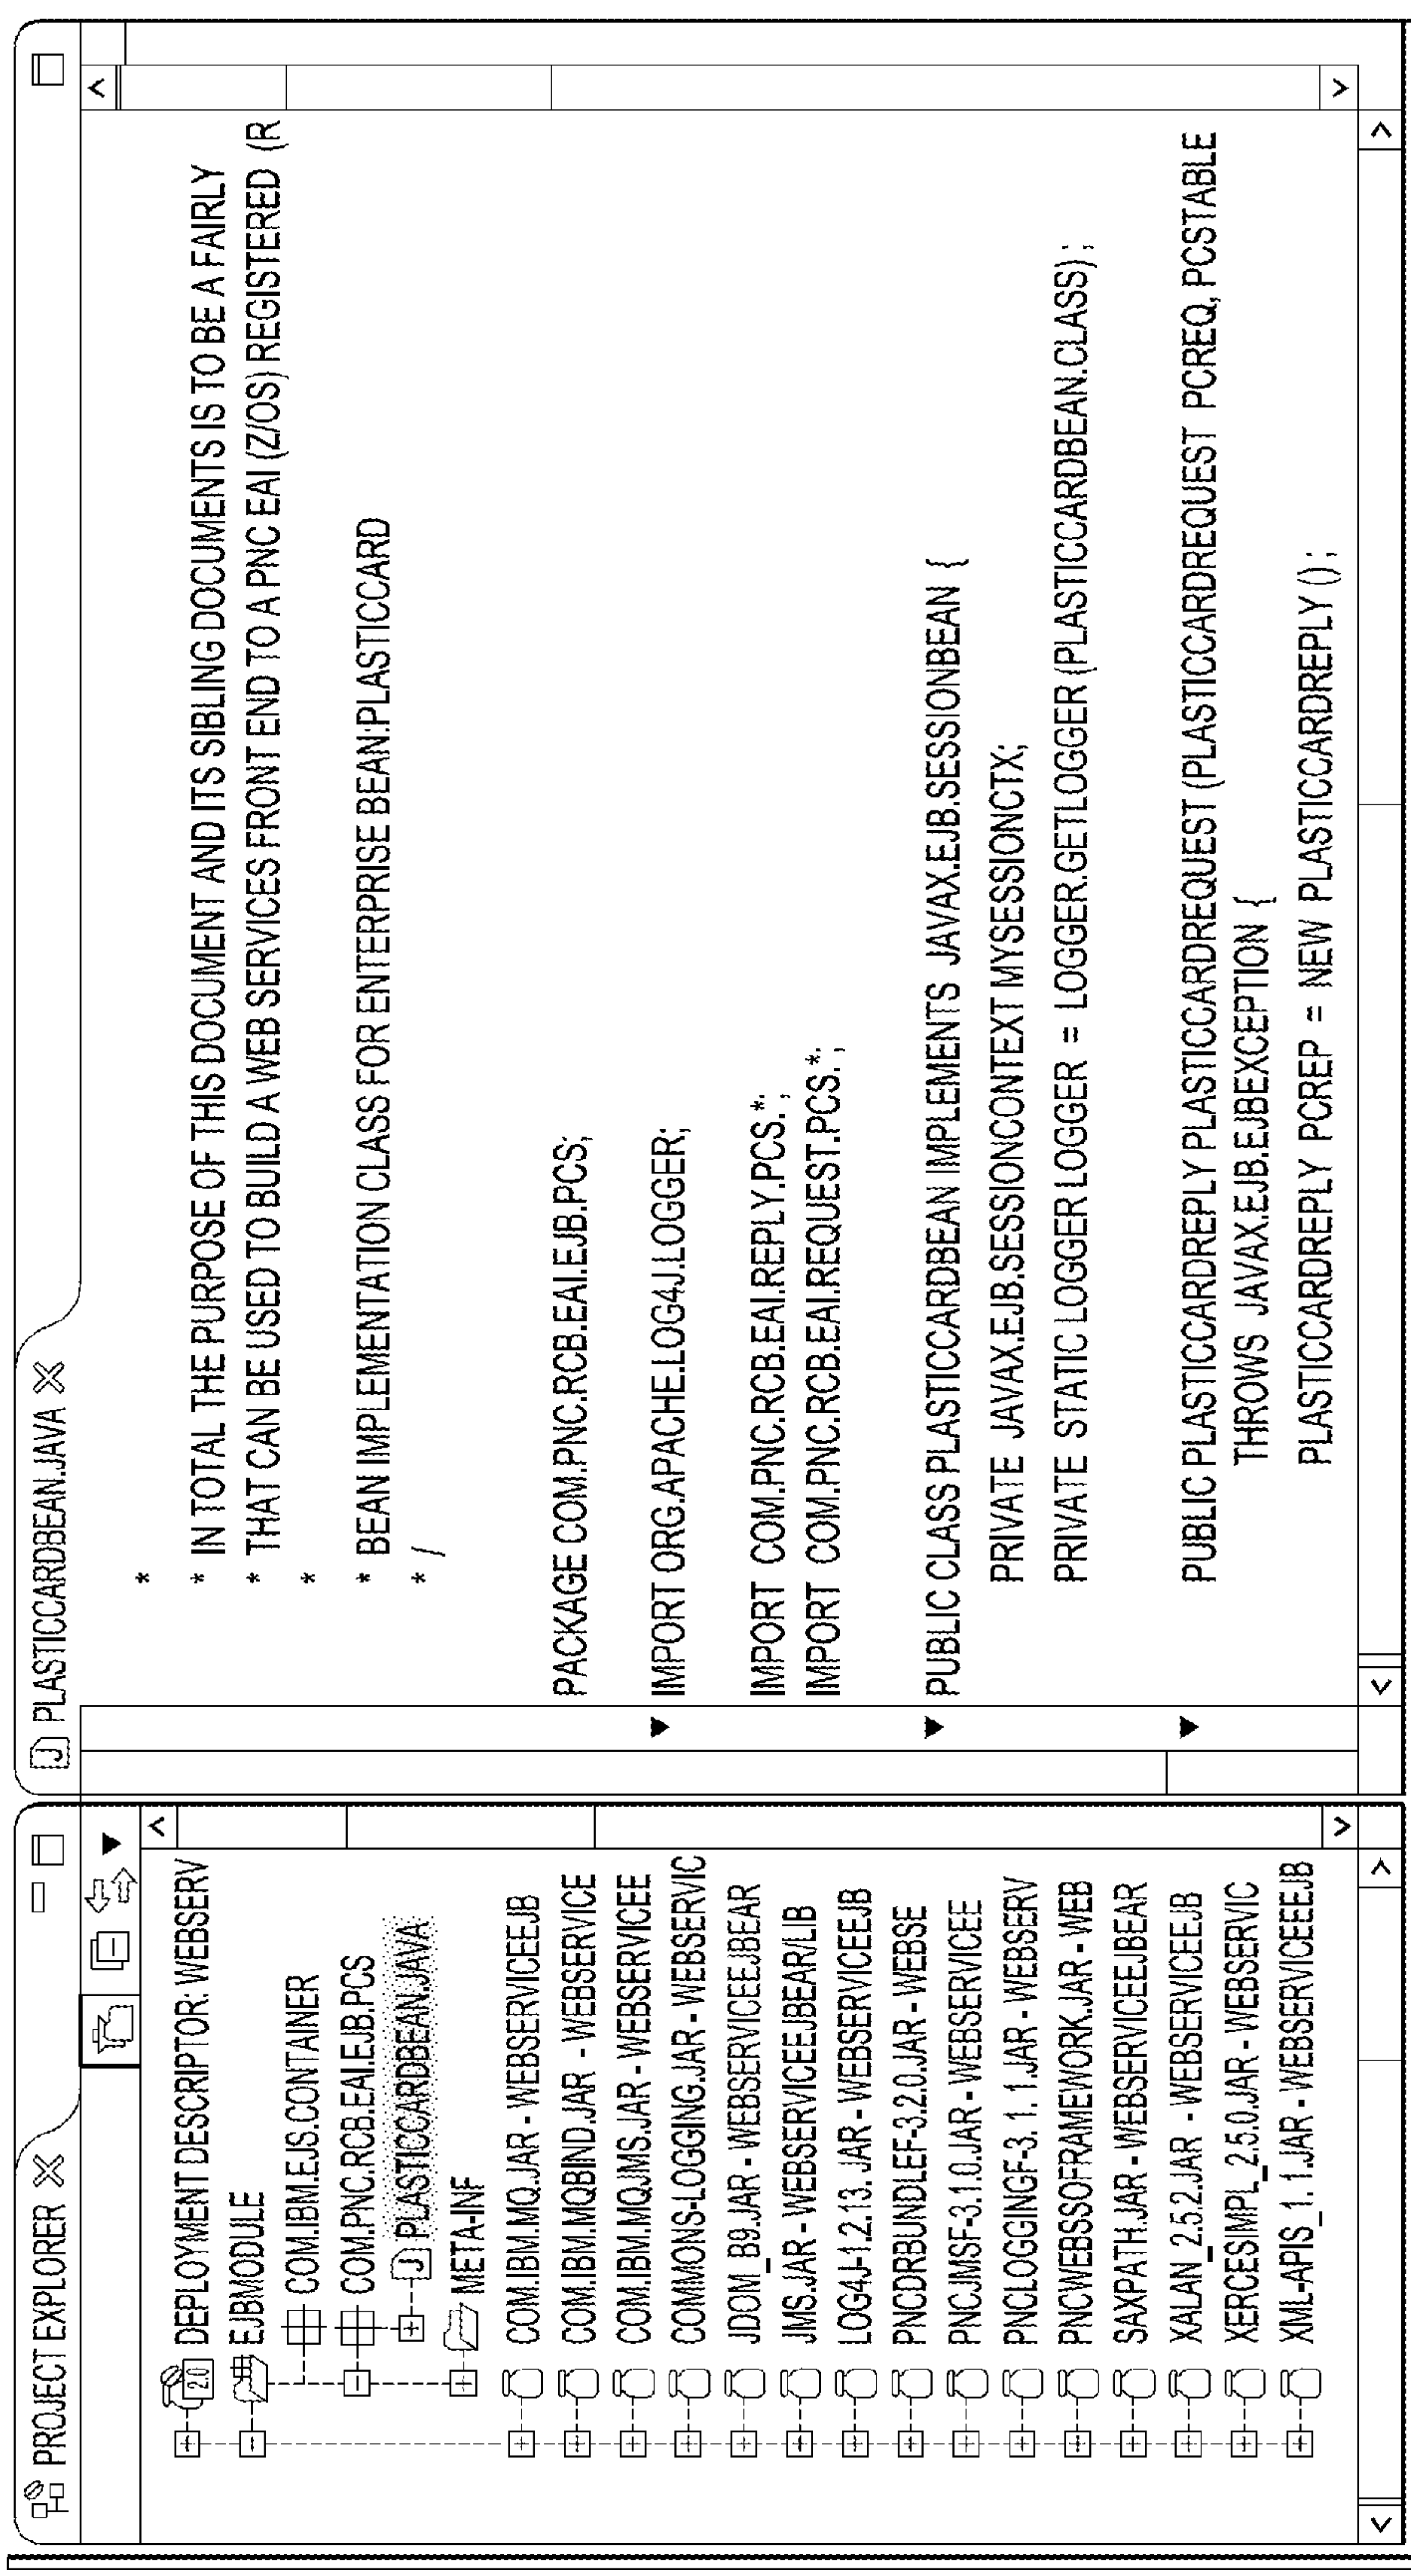 PROJECT EXPLORER
2.0 DEPLOYMENT DESCRIPTOR: WEBSERV
EJBMODULE
COM.IBM.EJS.CONTAINER
COM.PNC.RCB.EAI.EJB.PCS
J PLASTICCARDBEAN.JAVA
META-INF
COM.IBM.MQ.JAR - WEBSERVICEEJB
COM.IBM.MQBIND.JAR - WEBSERVICE
COM.IBM.MQJMS.JAR - WEBSERVICEE
COMMONS-LOGGING.JAR - WEBSERVIC
JDOM_B9.JAR - WEBSERVICEEJBEAR
JMS.JAR - WEBSERVICEEJBEAR/LIB
LOG4J-1.2.13. JAR - WEBSERVICEEJB
PNCDRBUNDLEF-3.2.0.JAR - WEBSE
PNCJMSF-3.1.0.JAR - WEBSERVICEE
PNCLOGGINGF-3. 1. 1.JAR - WEBSERV
PNCWEBSSOFRAMEWORK.JAR - WEB
SAXPATH.JAR - WEBSERVICEEJBEAR
XALAN_2.5.2.JAR - WEBSERVICEEJB
XERCESIMPL_2.5.0.JAR - WEBSERVIC
XML-APIS_1. 1.JAR - WEBSERVICEEJB
J PLASTICCARDBEAN.JAVA
*
* IN TOTAL THE PURPOSE OF THIS DOCUMENT AND ITS SIBLING DOCUMENTS IS TO BE A FAIRLY
* THAT CAN BE USED TO BUILD A WEB SERVICES FRONT END TO A PNC EAI (Z/OS) REGISTERED (R
*
* BEAN IMPLEMENTATION CLASS FOR ENTERPRISE BEAN:PLASTICCARD
* /
PACKAGE COM.PNC.RCB.EAI.EJB.PCS;
IMPORT ORG.APACHE.LOG4J.LOGGER;
IMPORT COM.PNC.RCB.EAI.REPLY.PCS.*;
IMPORT COM.PNC.RCB.EAI.REQUEST.PCS.*;
PUBLIC CLASS PLASTICCARDBEAN IMPLEMENTS JAVAX.EJB.SESSIONBEAN {
PRIVATE JAVAX.EJB.SESSIONCONTEXT MYSESSIONCTX;
PRIVATE STATIC LOGGER LOGGER = LOGGER.GETLOGGER (PLASTICCARDBEAN.CLASS) ;
PUBLIC PLASTICCARDREPLY PLASTICCARDREQUEST (PLASTICCARDREQUEST PCREQ, PCSTABLE
THROWS JAVAX.EJB.EJBEXCEPTION {
PLASTICCARDREPLY PCREP = NEW PLASTICCARDREPLY () ;